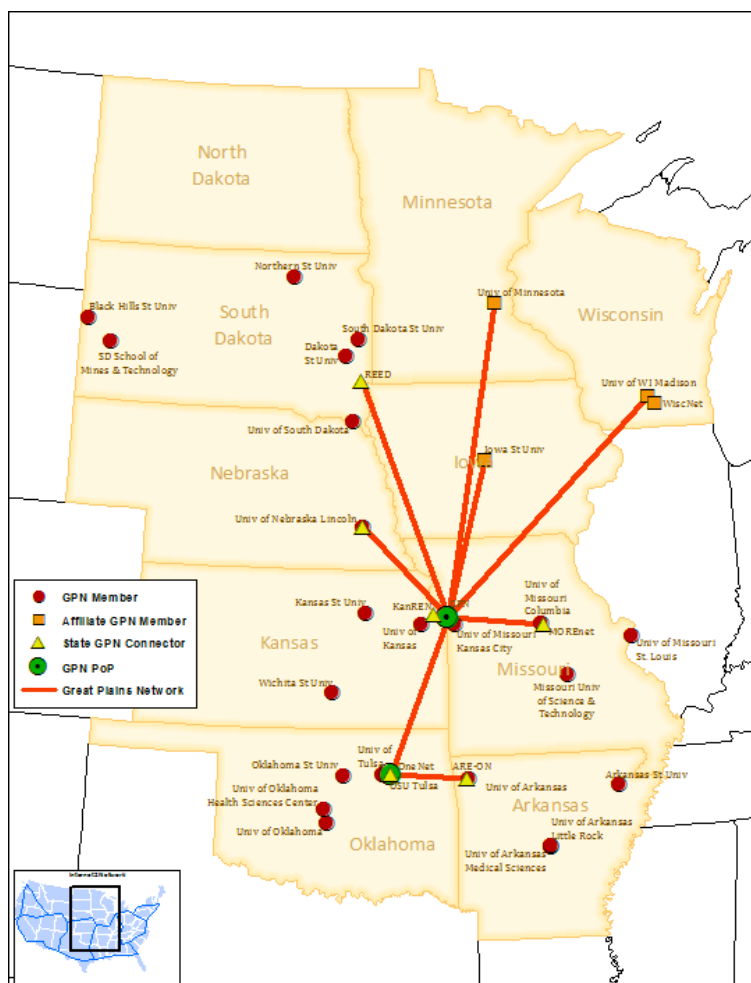 North
Dakota
Minnesota
Northern St Univ
South
Dakota
Black Hills St Univ
SD School of
Mines & Technology
South Dakota St Univ
Dakota
St Univ
REED
Univ of Minnesota
Wisconsin
Univ of WI Madison
WiscNet
Univ of South Dakota
Nebraska
Iowa St Univ
Univ of Nebraska Lincoln
Kansas St Univ
KanREN
Univ of
Kansas
Kansas
Univ of Missouri
Kansas City
Univ of
Missouri
Columbia
MOREnet
Univ of Missouri
St. Louis
Missouri
Missouri Univ
of Science &
Technology
Wichita St Univ
GPN Member
Affiliate GPN Member
State GPN Connector
GPN PoP
Great Plains Network
Oklahoma St Univ
Univ of
Tulsa
OneNet
OSU Tulsa
ARE-ON
Univ of Arkansas
Arkansas St Univ
Univ of Oklahoma
Health Sciences Center
Univ of Oklahoma
Oklahoma
Arkansas
Univ of Arkansas
Little Rock
Univ of Arkansas
Medical Sciences